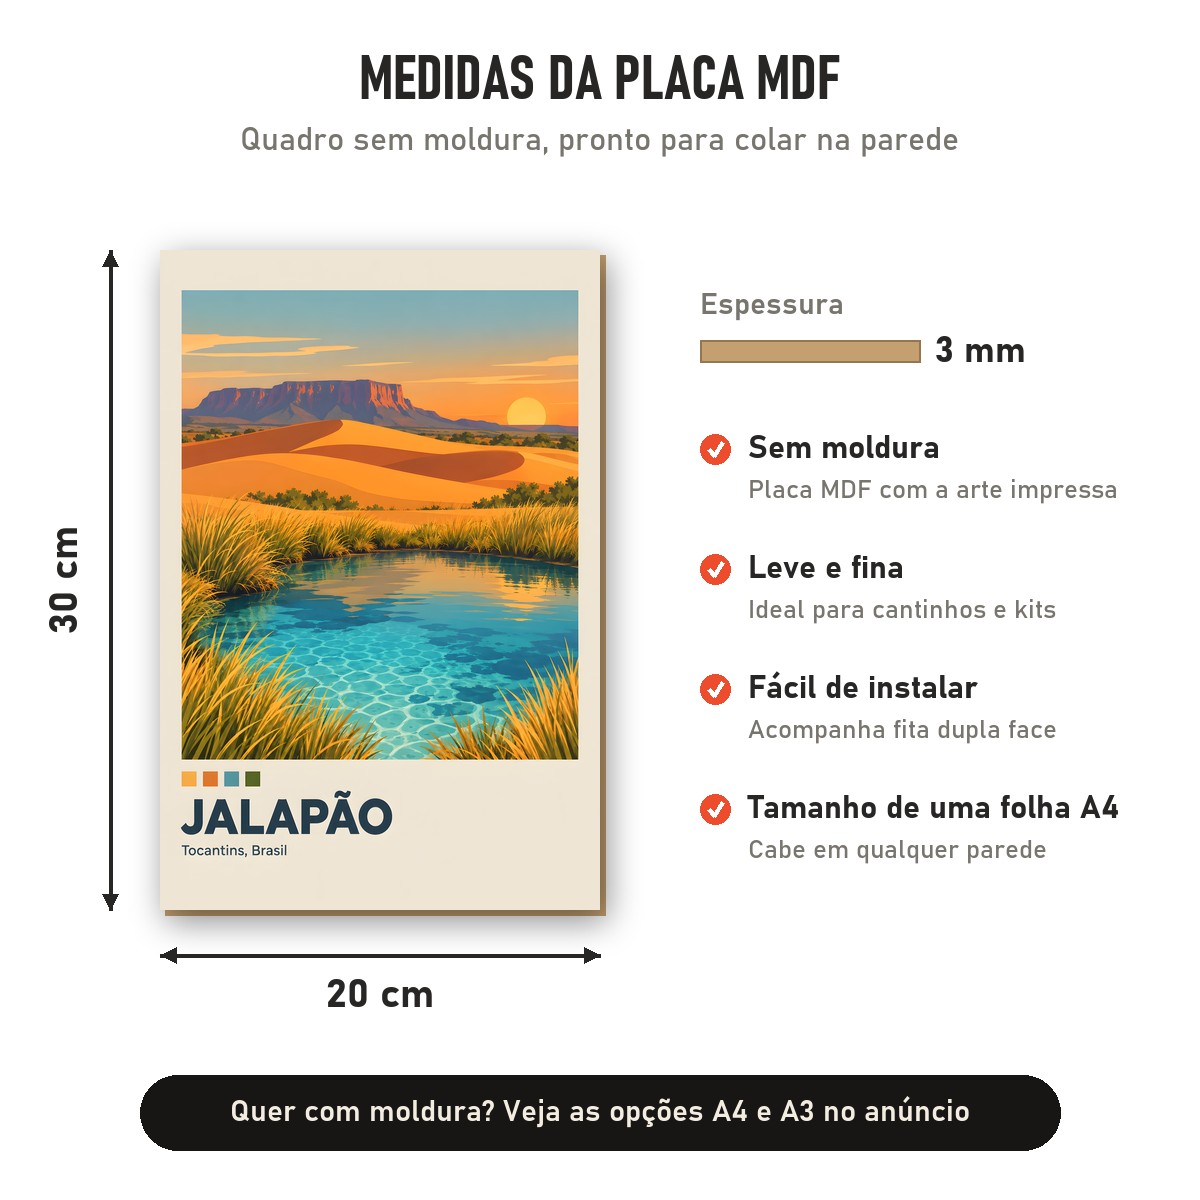 MEDIDAS DA PLACA MDF
Quadro sem moldura, pronto para colar na parede
30 cm
JALAPÃO
Tocantins, Brasil
20 cm
Espessura
3 mm
Sem moldura
Placa MDF com a arte impressa
Leve e fina
Ideal para cantinhos e kits
Fácil de instalar
Acompanha fita dupla face
Tamanho de uma folha A4
Cabe em qualquer parede
Quer com moldura? Veja as opções A4 e A3 no anúncio